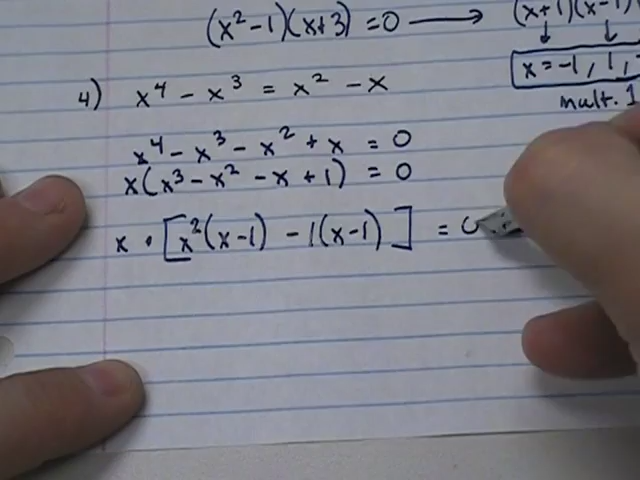 (x²-1)(x+3) = 0 → (x+1)(x-1)
x = -1, 1,
mult. 1
4) x⁴ - x³ = x² - x
x⁴ - x³ - x² + x = 0
x(x³ - x² - x + 1) = 0
x · [x²(x-1) - 1(x-1)] = 0